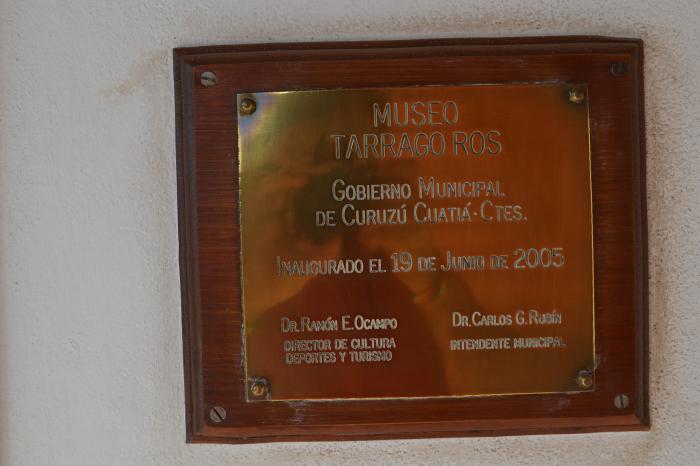 MUSEO
TARRAGO ROS
GOBIERNO MUNICIPAL
DE CURUZÚ CUATIÁ-CTES.
INAUGURADO EL 19 DE JUNIO DE 2005
DR. RAMÓN E. OCAMPO
DIRECTOR DE CULTURA
DEPORTES Y TURISMO
DR. CARLOS G. RUBÍN
INTENDENTE MUNICIPAL